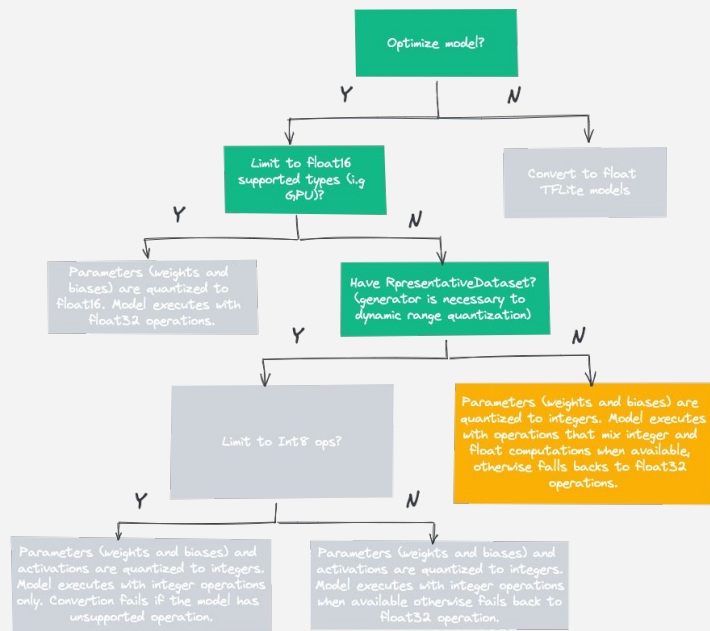 Optimize model?
Y
N
Limit to float16
supported types (i.g
GPU)?
Convert to float
TFLite models
Y
N
Parameters (weights and
biases) are quantized to
float16. Model executes with
float32 operations.
Have RpresentativeDataset?
(generator is necessary to
dynamic range quantization)
Y
N
Limit to Int8 ops?
Parameters (weights and biases) are
quantized to integers. Model executes
with operations that mix integer and
float computations when available,
otherwise falls backs to float32
operations.
Y
N
Parameters (weights and biases) and
activations are quantized to integers.
Model executes with integer operations
only. Convertion fails if the model has
unsupported operation.
Parameters (weights and biases) and
activations are quantized to integers.
Model executes with integer operations
when available otherwise fails back to
float32 operation.